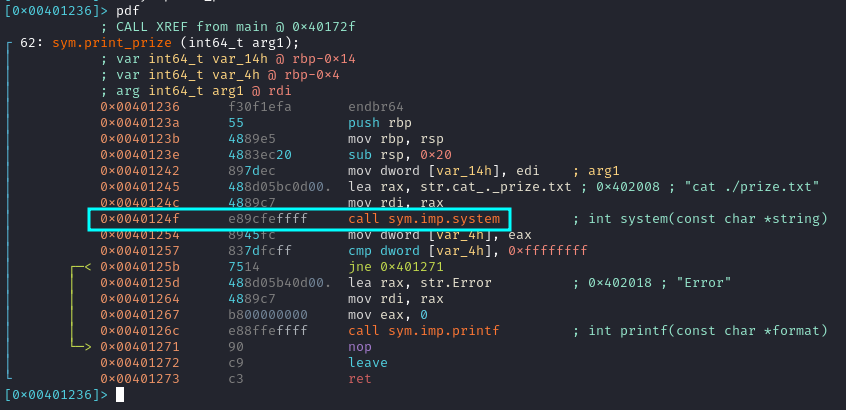 [0×00401236]> pdf
; CALL XREF from main @ 0×40172f
62: sym.print_prize (int64_t arg1);
; var int64_t var_14h @ rbp-0×14
; var int64_t var_4h @ rbp-0×4
; arg int64_t arg1 @ rdi
0×00401236 f30f1efa endbr64
0×0040123a 55 push rbp
0×0040123b 4889e5 mov rbp, rsp
0×0040123e 4883ec20 sub rsp, 0×20
0×00401242 897dec mov dword [var_14h], edi ; arg1
0×00401245 488d05bc0d00. lea rax, str.cat_._prize.txt ; 0×402008 ; "cat ./prize.txt"
0×0040124c 4889c7 mov rdi, rax
0×0040124f e89cfeffff call sym.imp.system ; int system(const char *string)
0×00401254 8945fc mov dword [var_4h], eax
0×00401257 837dfcff cmp dword [var_4h], 0×ffffffff
0×0040125b 7514 jne 0×401271
0×0040125d 488d05b40d00. lea rax, str.Error ; 0×402018 ; "Error"
0×00401264 4889c7 mov rdi, rax
0×00401267 b800000000 mov eax, 0
0×0040126c e88ffeffff call sym.imp.printf ; int printf(const char *format)
0×00401271 90 nop
0×00401272 c9 leave
0×00401273 c3 ret
[0×00401236]>